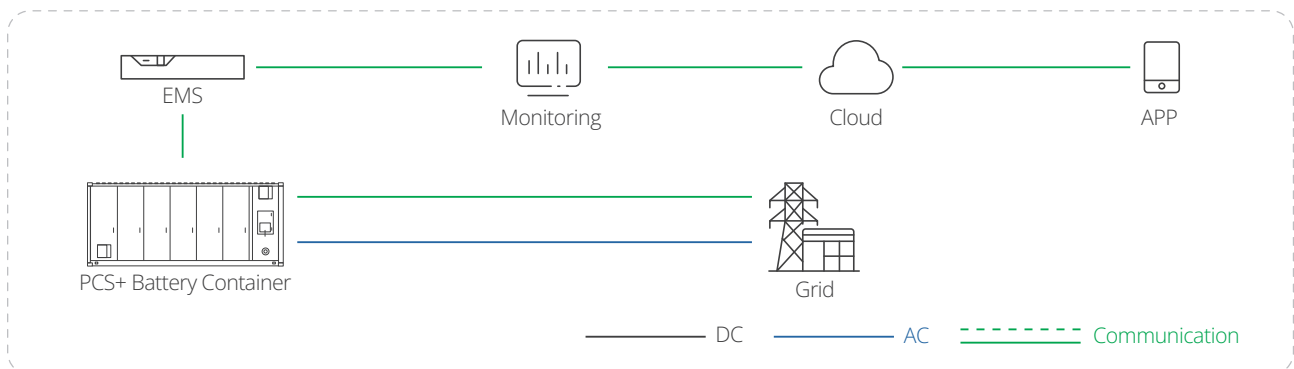 EMS
Monitoring
Cloud
APP
PCS+ Battery Container
Grid
DC
AC
Communication